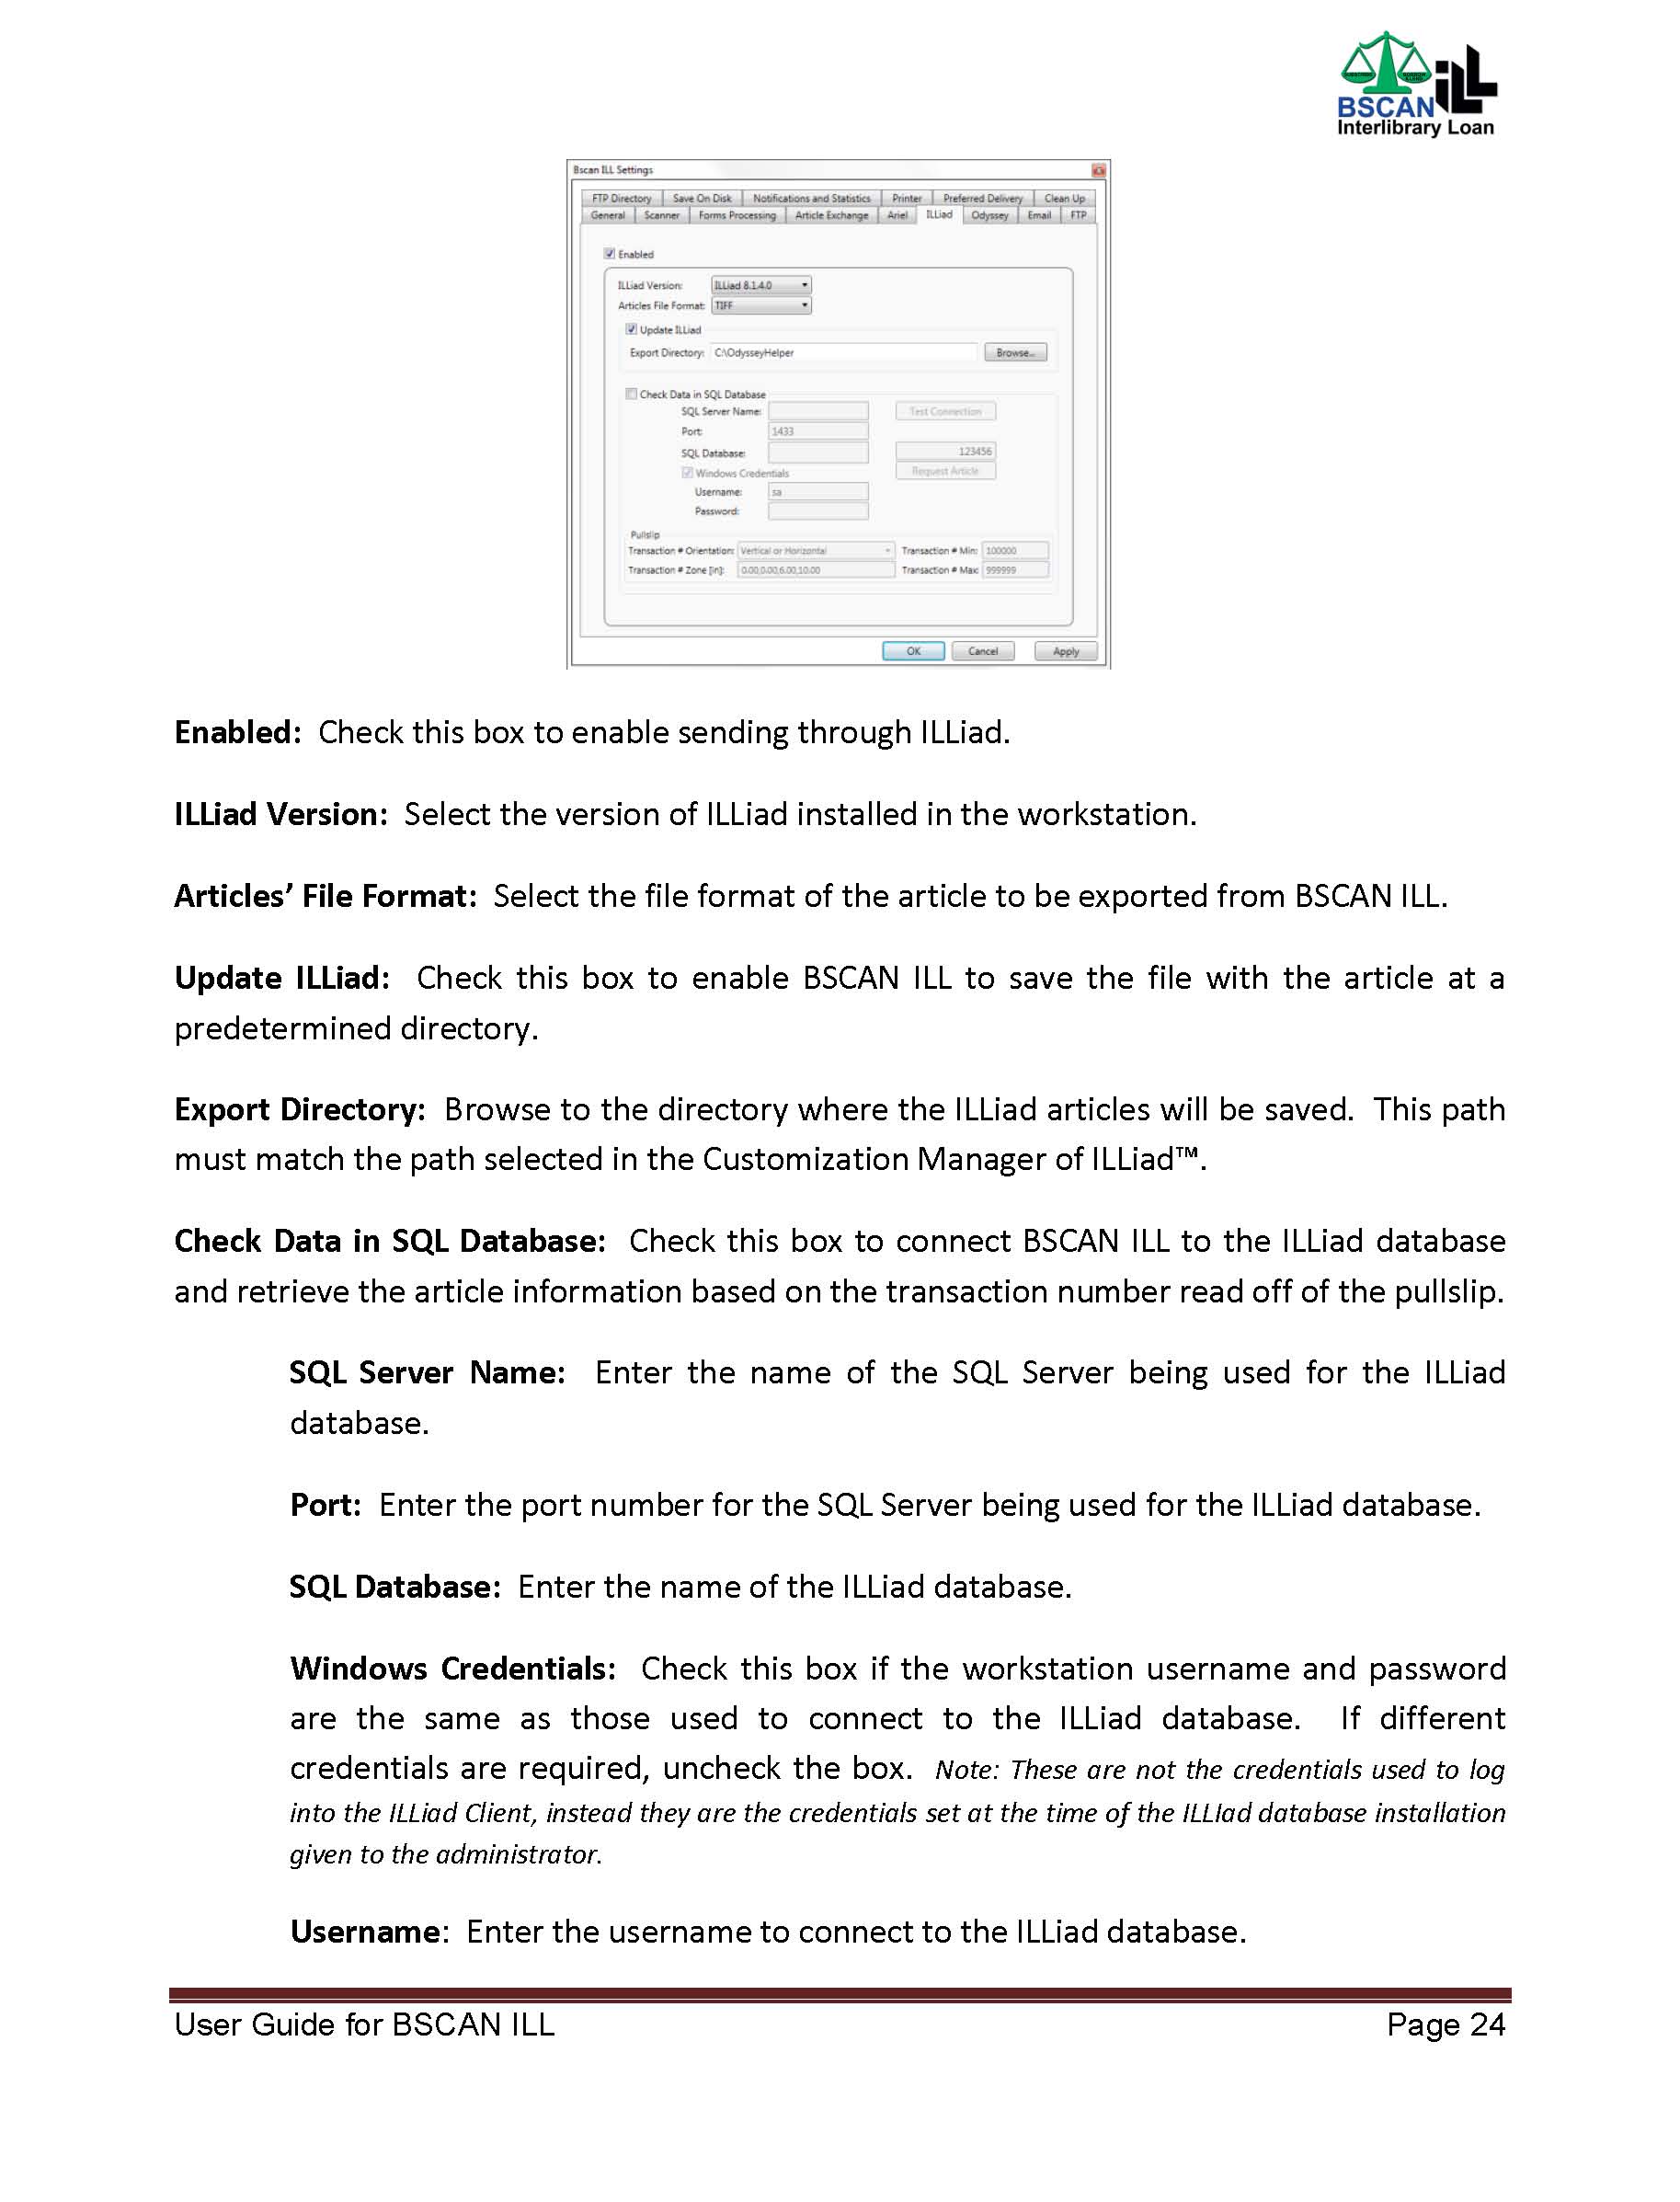 BSCAN ILL
Interlibrary Loan
Bscan ILL Settings
FTP Directory Save On Disk Notifications and Statistics Printer Preferred Delivery Clean Up
General Scanner Forms Processing Article Exchange Ariel ILLiad Odyssey Email FTP
Enabled
ILLiad Version: ILLiad 8.1.4.0
Articles File Format: TIFF
Update ILLiad
Export Directory: C:\OdysseyHelper Browse...
Check Data in SQL Database
SQL Server Name: Test Connection
Port: 1433
SQL Database: 123456
Windows Credentials Request Article
Username: sa
Password:
Pullslip
Transaction # Orientation: Vertical or Horizontal Transaction # Min: 100000
Transaction # Zone [in]: 0.00,0.00,6.00,10.00 Transaction # Max: 999999
OK Cancel Apply
Enabled: Check this box to enable sending through ILLiad.
ILLiad Version: Select the version of ILLiad installed in the workstation.
Articles’ File Format: Select the file format of the article to be exported from BSCAN ILL.
Update ILLiad: Check this box to enable BSCAN ILL to save the file with the article at a
predetermined directory.
Export Directory: Browse to the directory where the ILLiad articles will be saved. This path
must match the path selected in the Customization Manager of ILLiad™.
Check Data in SQL Database: Check this box to connect BSCAN ILL to the ILLiad database
and retrieve the article information based on the transaction number read off of the pullslip.
SQL Server Name: Enter the name of the SQL Server being used for the ILLiad
database.
Port: Enter the port number for the SQL Server being used for the ILLiad database.
SQL Database: Enter the name of the ILLiad database.
Windows Credentials: Check this box if the workstation username and password
are the same as those used to connect to the ILLiad database. If different
credentials are required, uncheck the box. Note: These are not the credentials used to log
into the ILLiad Client, instead they are the credentials set at the time of the ILLIad database installation
given to the administrator.
Username: Enter the username to connect to the ILLiad database.
User Guide for BSCAN ILL Page 24